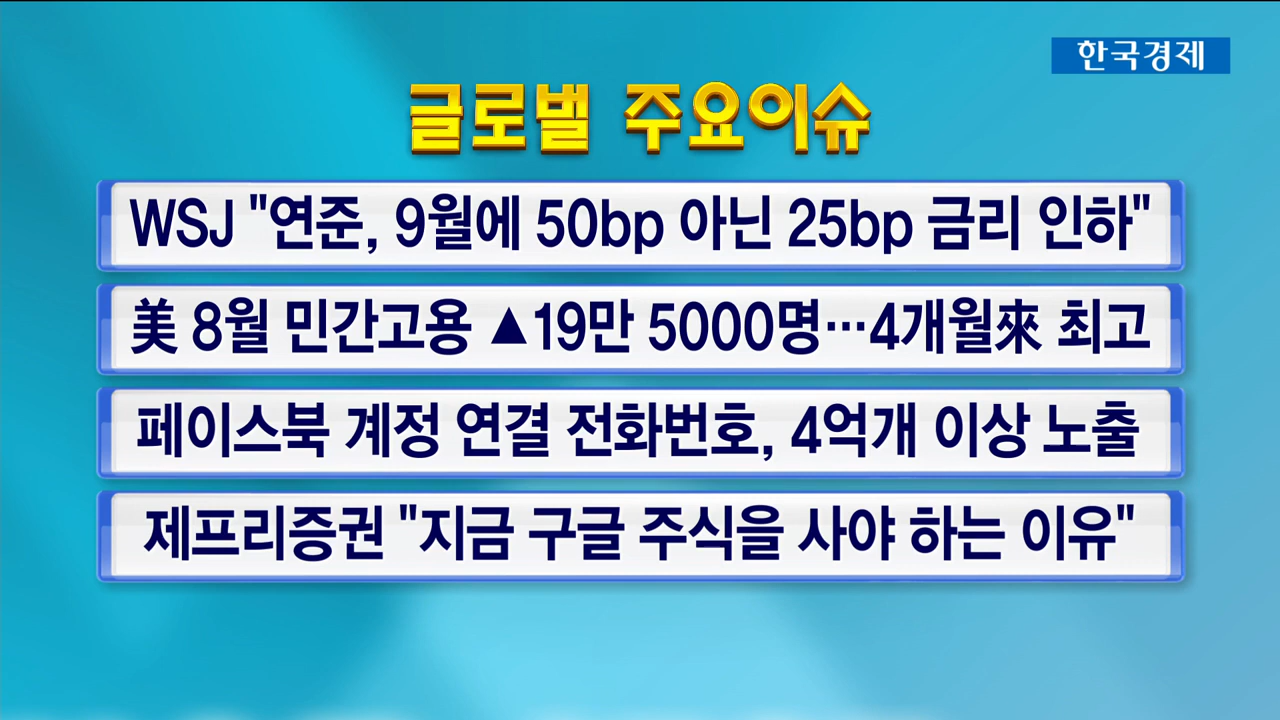 한국경제
글로벌 주요이슈
WSJ "연준, 9월에 50bp 아닌 25bp 금리 인하"
美 8월 민간고용 ▲19만 5000명…4개월來 최고
페이스북 계정 연결 전화번호, 4억개 이상 노출
제프리증권 "지금 구글 주식을 사야 하는 이유"